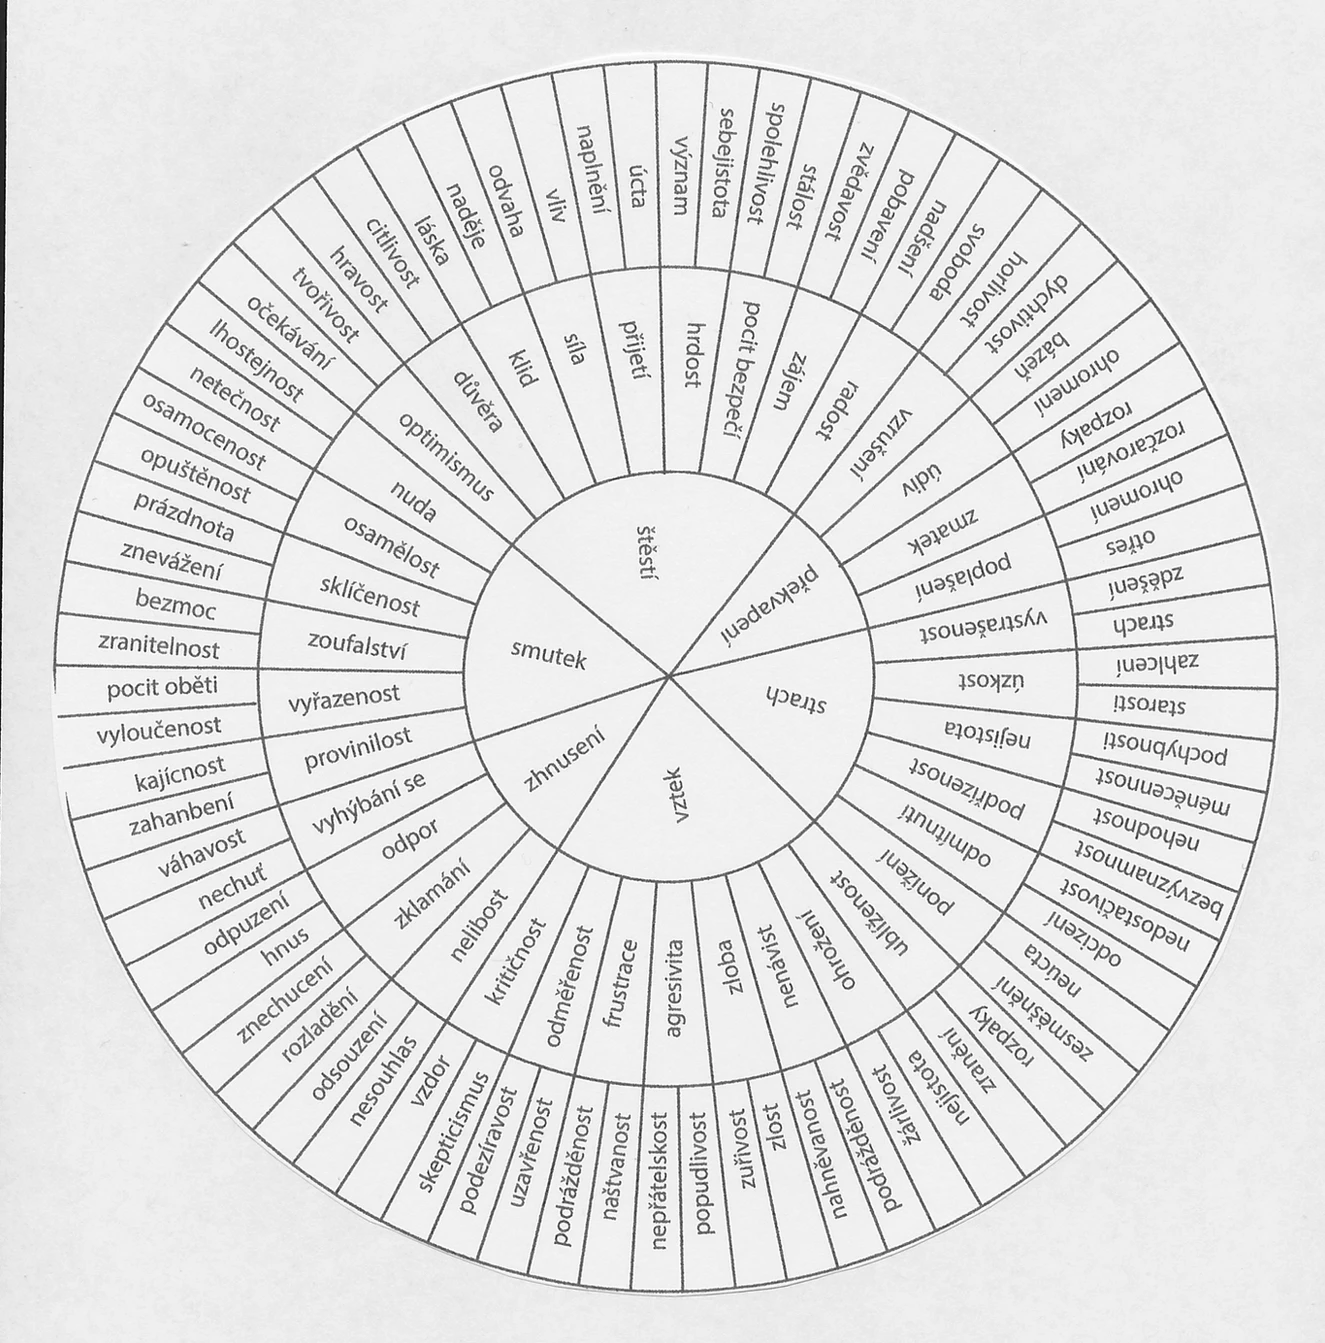 štěstí
překvapení
strach
vztek
zhnusení
smutek
optimismus
důvěra
klid
síla
přijetí
hrdost
pocit bezpečí
zájem
radost
vzrušení
údiv
zmatek
poplašení
vystrašenost
úzkost
nejistota
podřízenost
odmítnutí
ponížení
ublíženost
ohrožení
nenávist
zloba
agresivita
frustrace
odměřenost
kritičnost
nelibost
zklamání
odpor
vyhýbání se
provinilost
vyřazenost
zoufalství
sklíčenost
osamělost
nuda
očekávání
tvořivost
hravost
citlivost
láska
naděje
odvaha
vliv
naplnění
úcta
význam
sebejistota
spolehlivost
stálost
zvědavost
pobavení
nadšení
svoboda
horlivost
dychtivost
bázeň
ohromení
rozpaky
rozčarování
ohromení
otřes
zděšení
strach
zahlcení
starosti
pochybnosti
méněcennost
nehodnost
bezvýznamnost
nedostačivost
odcizení
neúcta
zesměšnění
rozpaky
zranění
nejistota
žárlivost
podrážděnost
nahněvanost
zlost
zuřivost
popudlivost
nepřátelskost
naštvanost
podrážděnost
uzavřenost
podezíravost
skepticismus
vzdor
nesouhlas
odsouzení
rozladění
znechucení
hnus
odpuzení
nechuť
váhavost
zahanbení
kajícnost
vyloučenost
pocit oběti
zranitelnost
bezmoc
znevážení
prázdnota
opuštěnost
osamocenost
netečnost
lhostejnost